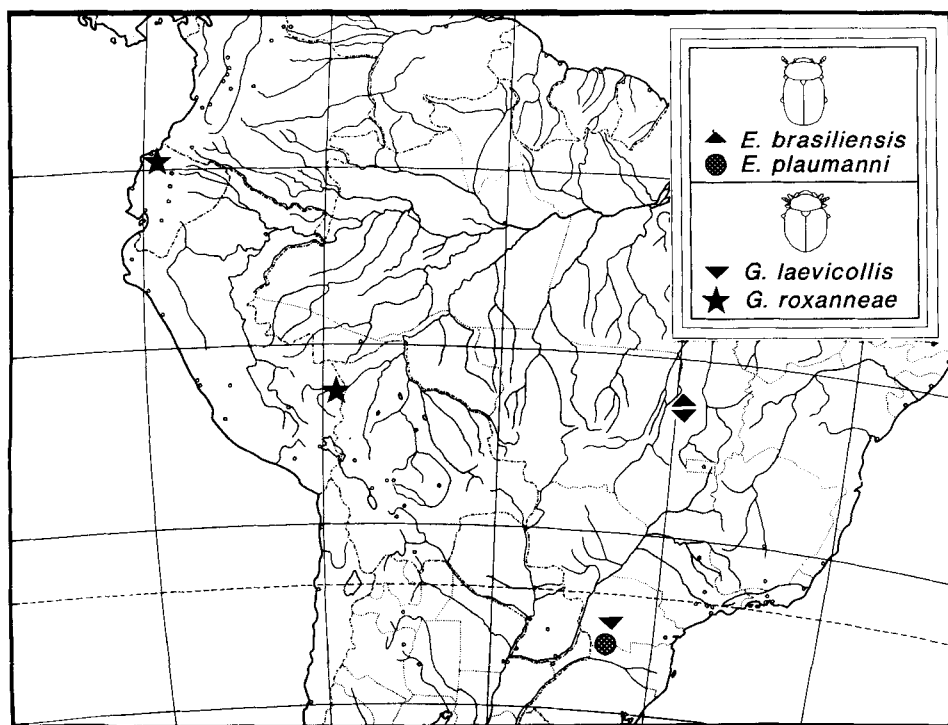 E. brasiliensis
E. plaumanni
G. laevicollis
G. roxanneae